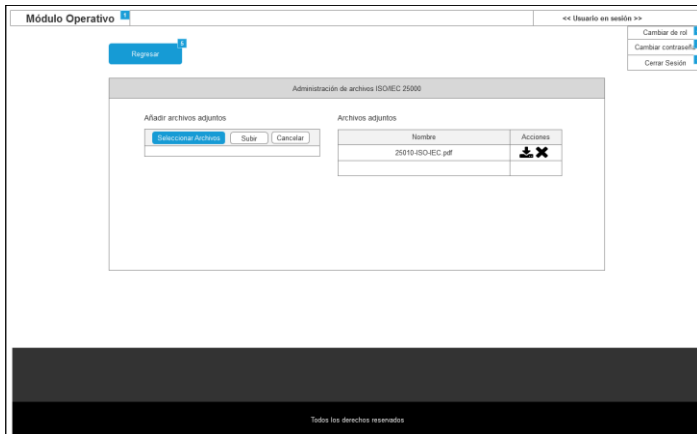 Módulo Operativo 1
<< Usuario en sesión >>
Cambiar de rol
Cambiar contraseña
Cerrar Sesión
Regresar 5
Administración de archivos ISO/IEC 25000
Añadir archivos adjuntos
Archivos adjuntos
Seleccionar Archivos Subir Cancelar
Nombre Acciones
25010-ISO-IEC.pdf
Todos los derechos reservados